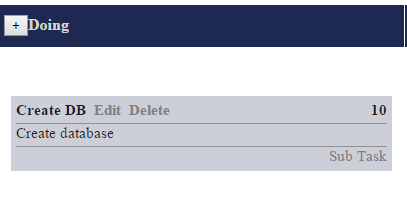 + Doing
Create DB Edit Delete 10
Create database
Sub Task